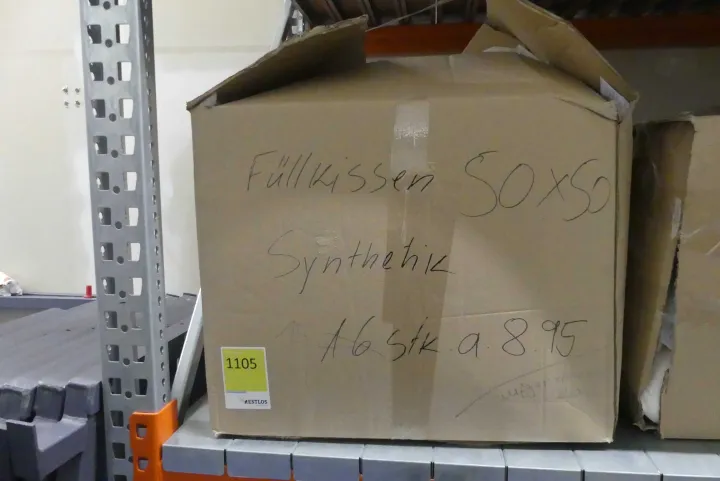 Füllkissen 50x50
Synthetik
16 stk a 8.95
1105